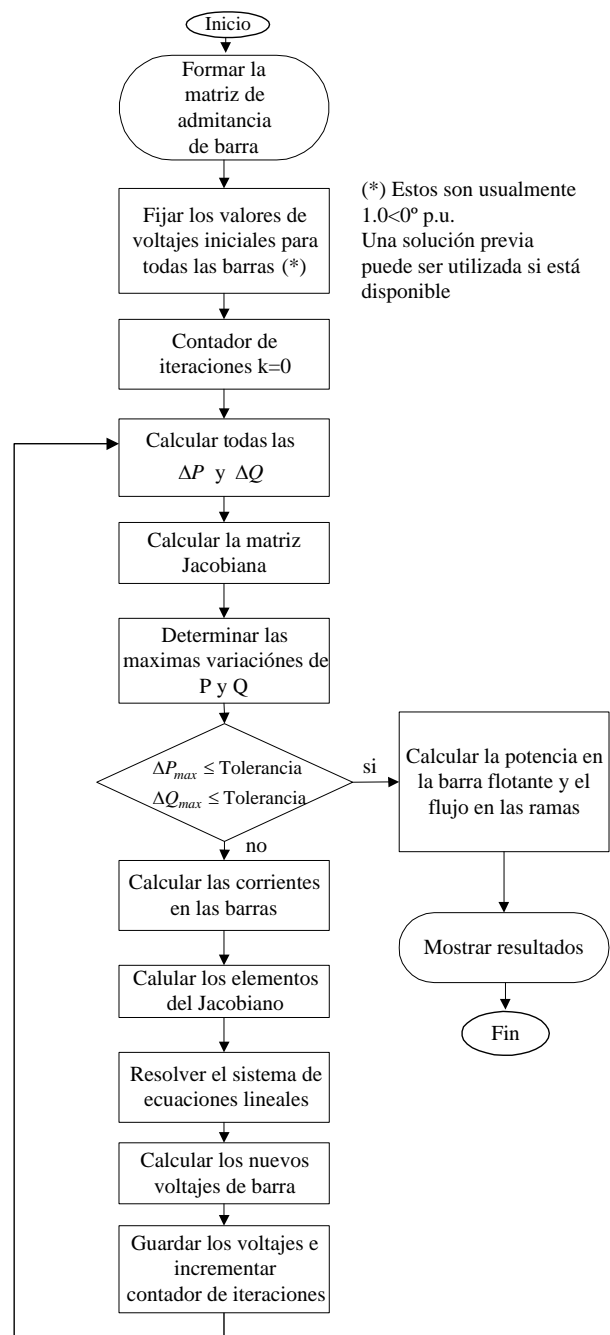 Inicio
Formar la
matriz de
admitancia
de barra
Fijar los valores de
voltajes iniciales para
todas las barras (*)
(*) Estos son usualmente
1.0<0º p.u.
Una solución previa
puede ser utilizada si está
disponible
Contador de
iteraciones k=0
Calcular todas las
ΔP y ΔQ
Calcular la matriz
Jacobiana
Determinar las
maximas variaciónes de
P y Q
ΔPmax ≤ Tolerancia
ΔQmax ≤ Tolerancia
si
Calcular la potencia en
la barra flotante y el
flujo en las ramas
no
Calcular las corrientes
en las barras
Mostrar resultados
Calular los elementos
del Jacobiano
Fin
Resolver el sistema de
ecuaciones lineales
Calcular los nuevos
voltajes de barra
Guardar los voltajes e
incrementar
contador de iteraciones